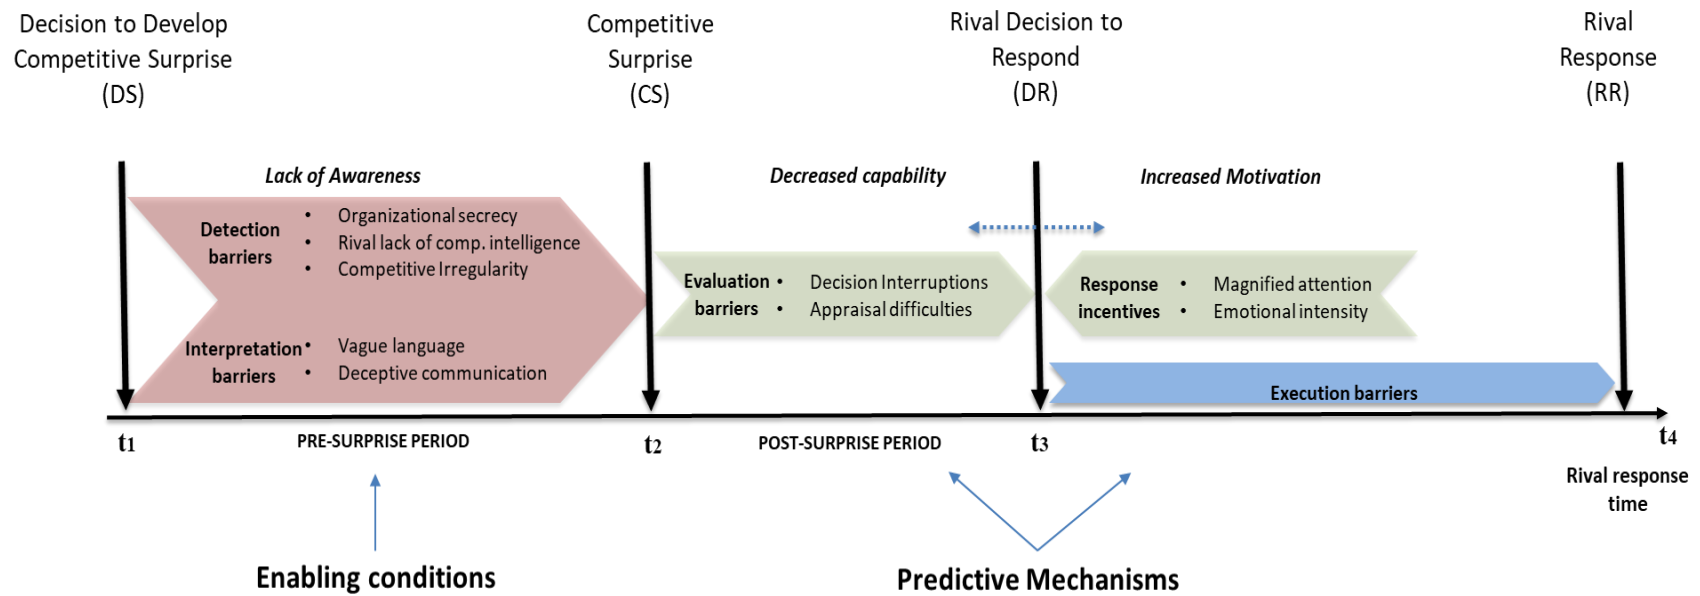 Decision to Develop
Competitive Surprise
(DS)
Competitive
Surprise
(CS)
Rival Decision to
Respond
(DR)
Rival
Response
(RR)
Lack of Awareness
Decreased capability
Increased Motivation
Detection
barriers
• Organizational secrecy
• Rival lack of comp. intelligence
• Competitive Irregularity
Interpretation
barriers
• Vague language
• Deceptive communication
Evaluation
barriers
• Decision Interruptions
• Appraisal difficulties
Response
incentives
• Magnified attention
• Emotional intensity
Execution barriers
t1
PRE-SURPRISE PERIOD
t2
POST-SURPRISE PERIOD
t3
t4
Rival response
time
Enabling conditions
Predictive Mechanisms